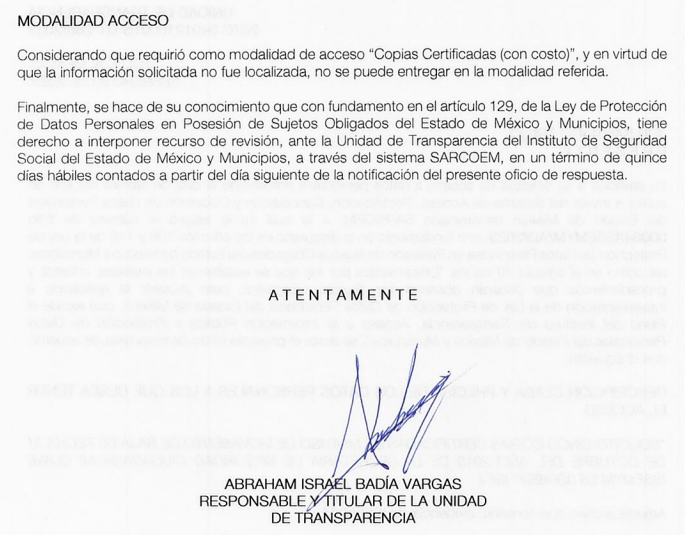 MODALIDAD ACCESO
Considerando que requirió como modalidad de acceso “Copias Certificadas (con costo)”, y en virtud de
que la información solicitada no fue localizada, no se puede entregar en la modalidad referida.
Finalmente, se hace de su conocimiento que con fundamento en el artículo 129, de la Ley de Protección
de Datos Personales en Posesión de Sujetos Obligados del Estado de México y Municipios, tiene
derecho a interponer recurso de revisión, ante la Unidad de Transparencia del Instituto de Seguridad
Social del Estado de México y Municipios, a través del sistema SARCOEM, en un término de quince
días hábiles contados a partir del día siguiente de la notificación del presente oficio de respuesta.
ATENTAMENTE
ABRAHAM ISRAEL BADÍA VARGAS
RESPONSABLE Y TITULAR DE LA UNIDAD
DE TRANSPARENCIA